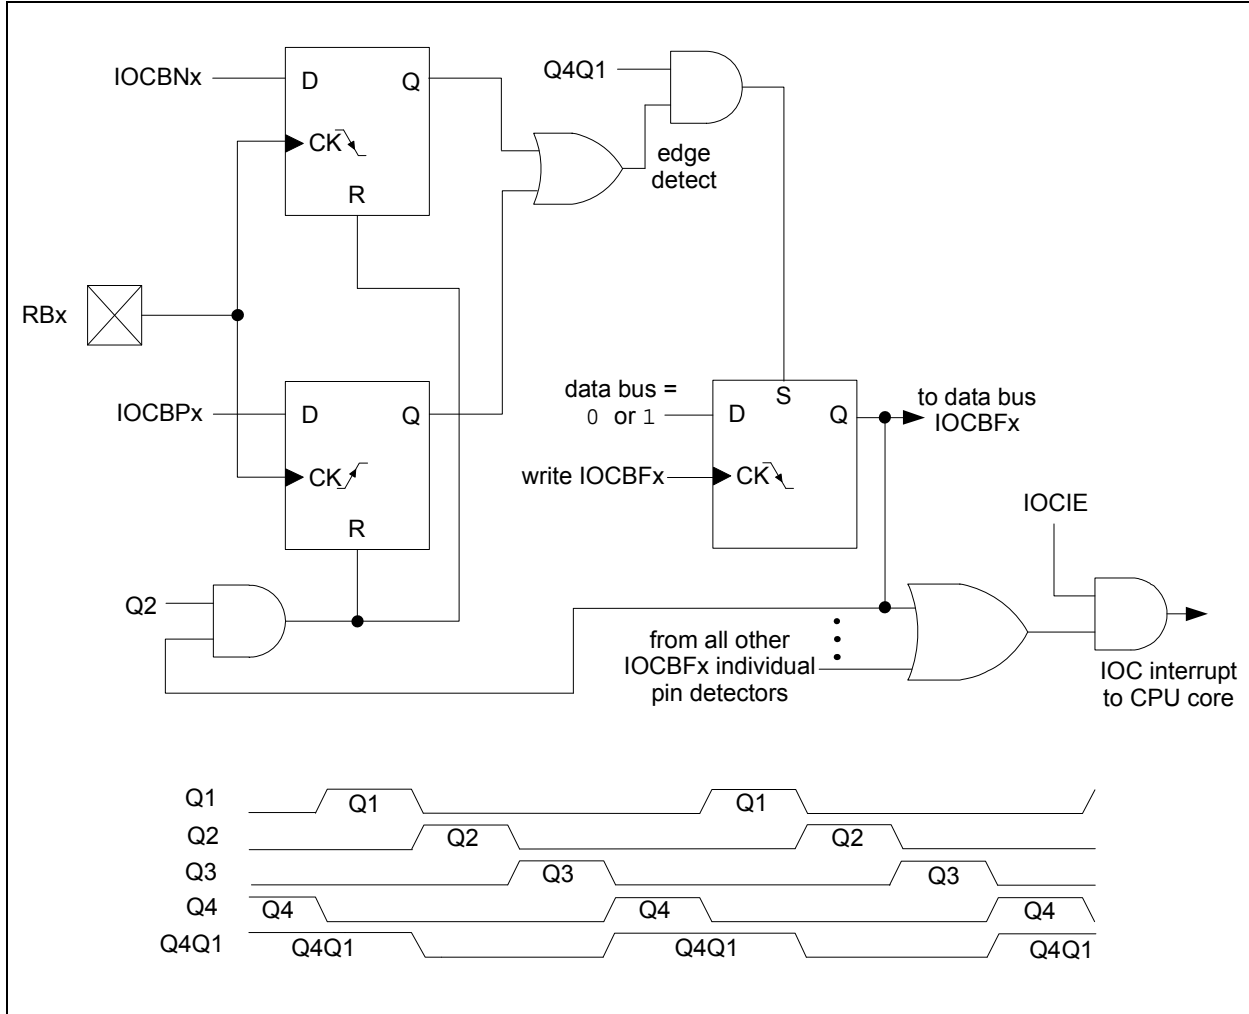 IOCBNx
D
Q
CK
R
Q4Q1
edge
detect
RBx
IOCBPx
D
Q
CK
R
data bus =
0 or 1
S
D
Q
to data bus
IOCBFx
write IOCBFx
CK
IOCIE
Q2
from all other
IOCBFx individual
pin detectors
IOC interrupt
to CPU core
Q1
Q1
Q1
Q2
Q2
Q2
Q3
Q3
Q3
Q4
Q4
Q4
Q4
Q4Q1
Q4Q1
Q4Q1
Q4Q1